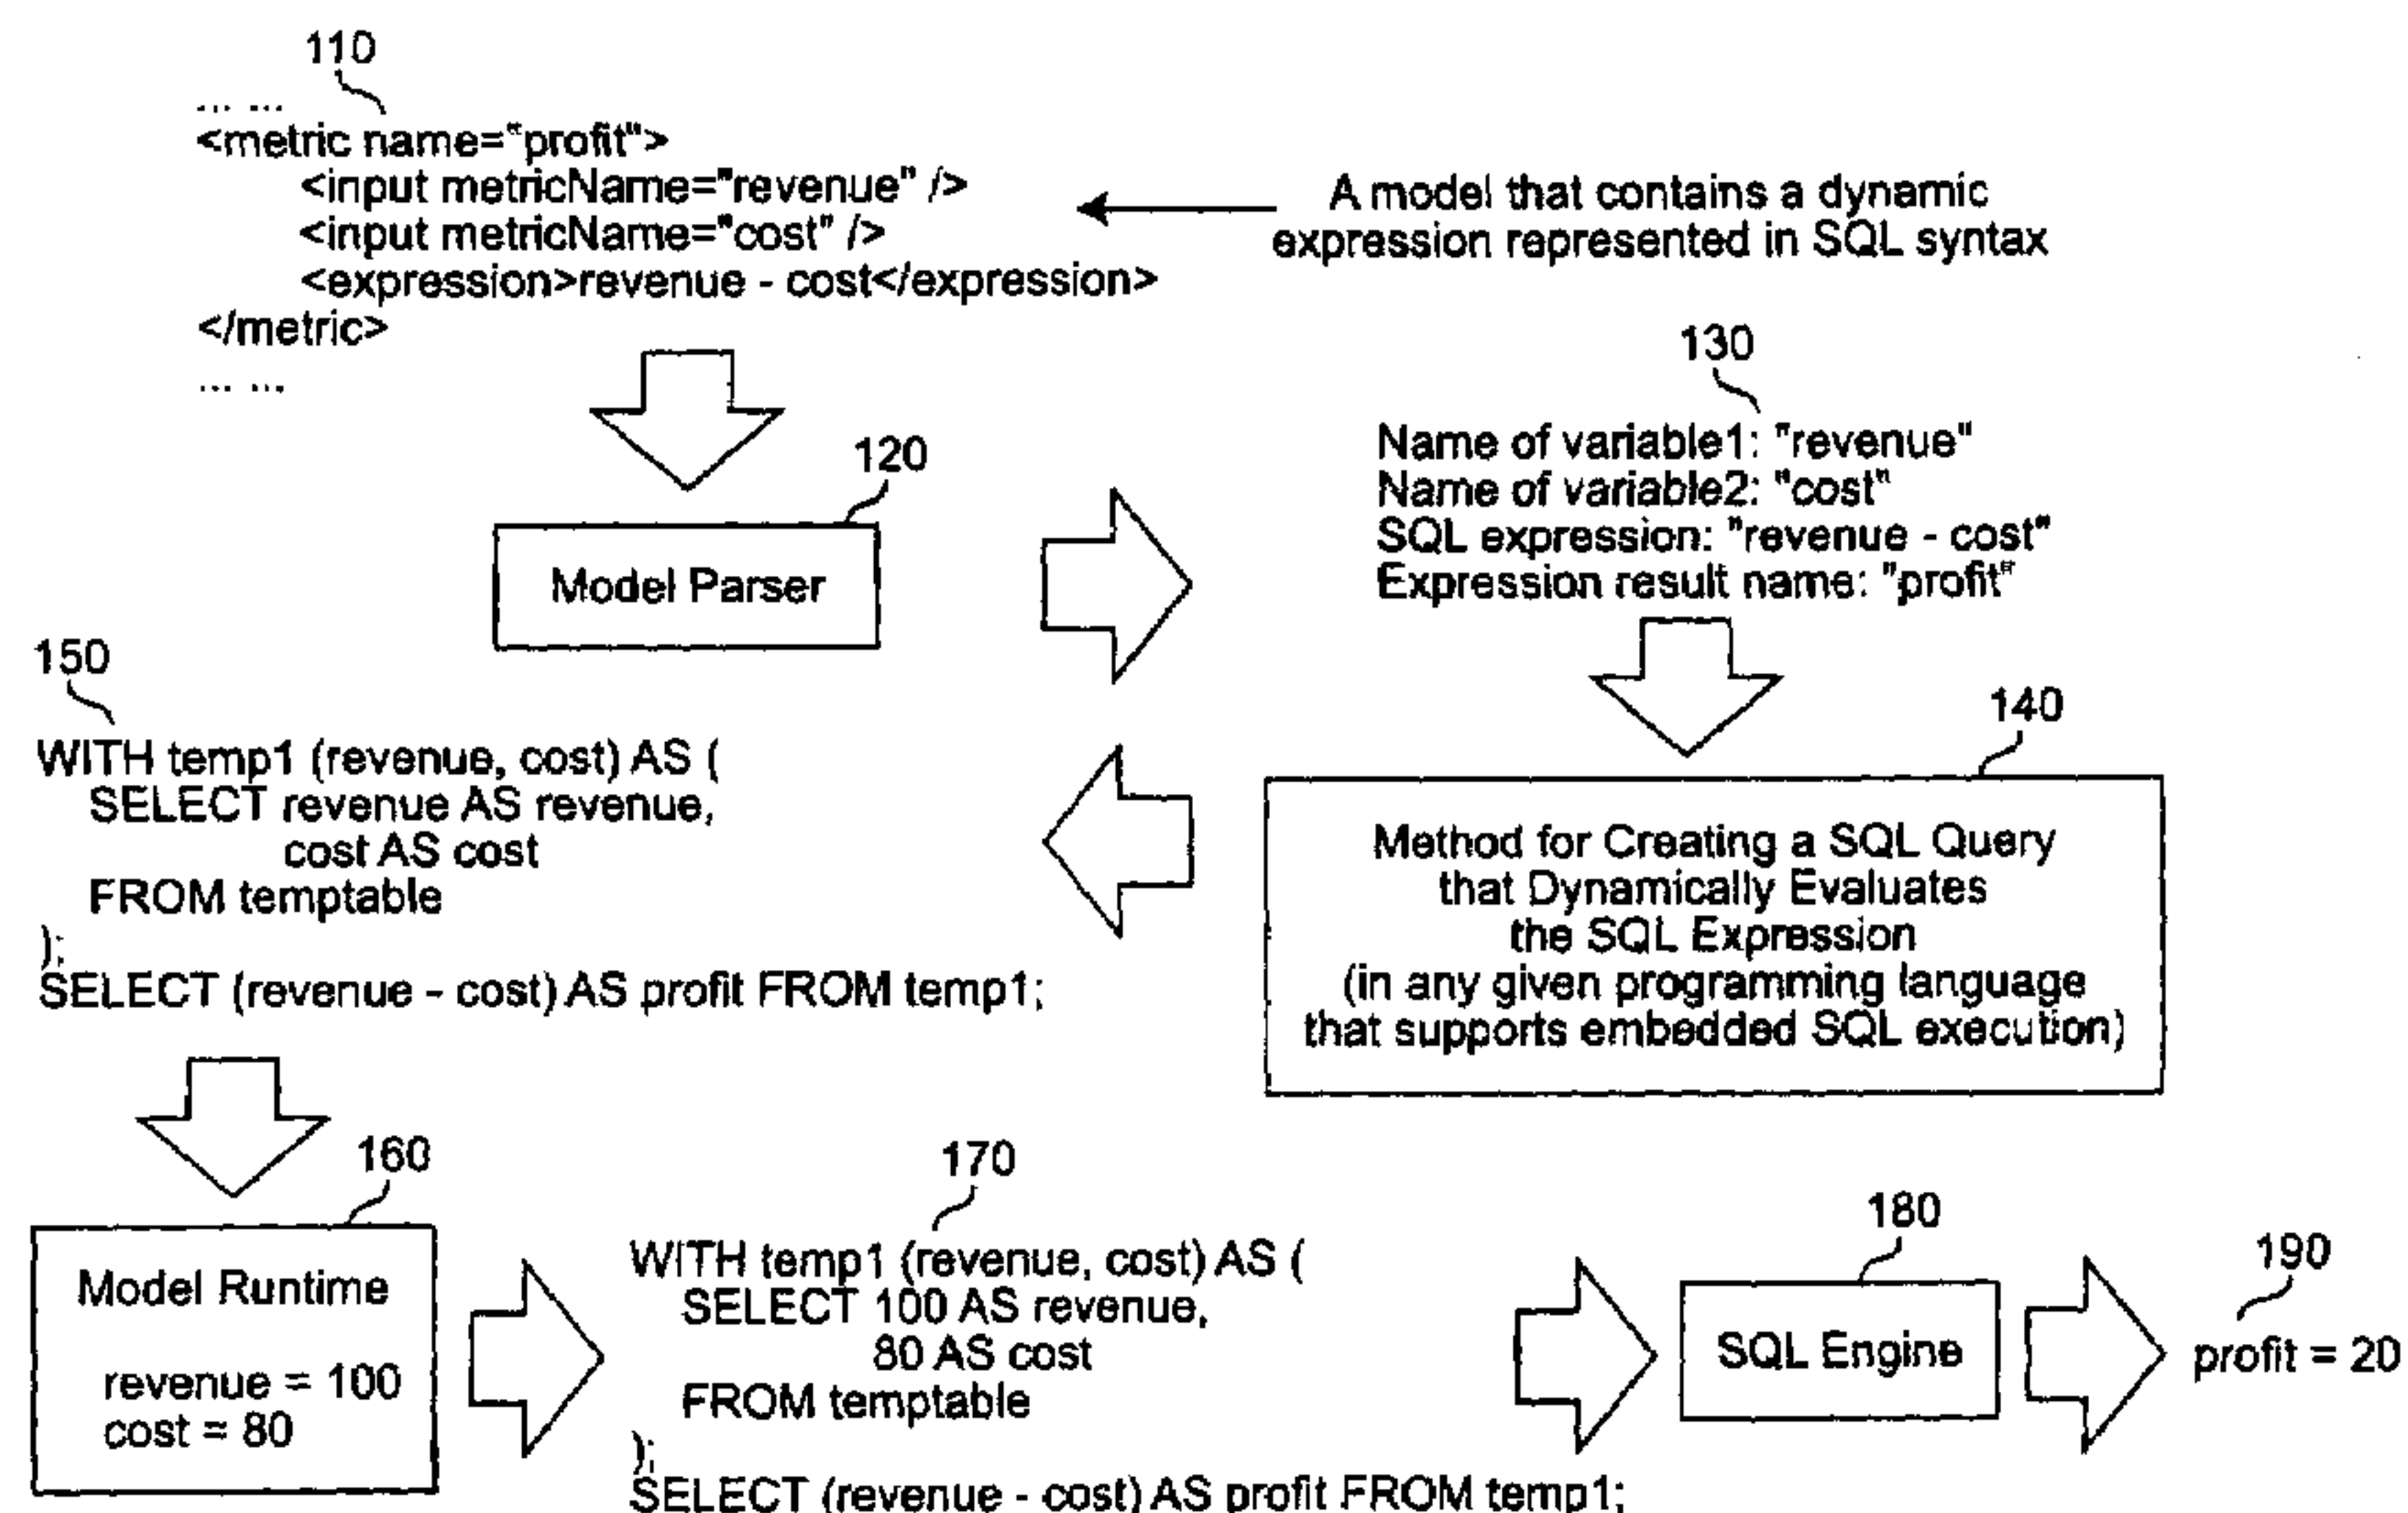 110
... ...
<metric name="profit">
<input metricName="revenue" />
<input metricName="cost" />
<expression>revenue - cost</expression>
</metric>
... ...
A model that contains a dynamic
expression represented in SQL syntax
120
Model Parser
130
Name of variable1: "revenue"
Name of variable2: "cost"
SQL expression: "revenue - cost"
Expression result name: "profit"
140
Method for Creating a SQL Query
that Dynamically Evaluates
the SQL Expression
(in any given programming language
that supports embedded SQL execution)
150
WITH temp1 (revenue, cost) AS (
SELECT revenue AS revenue,
cost AS cost
FROM temptable
);
SELECT (revenue - cost) AS profit FROM temp1;
160
Model Runtime
revenue = 100
cost = 80
170
WITH temp1 (revenue, cost) AS (
SELECT 100 AS revenue,
80 AS cost
FROM temptable
);
SELECT (revenue - cost) AS profit FROM temp1;
180
SQL Engine
190
profit = 20